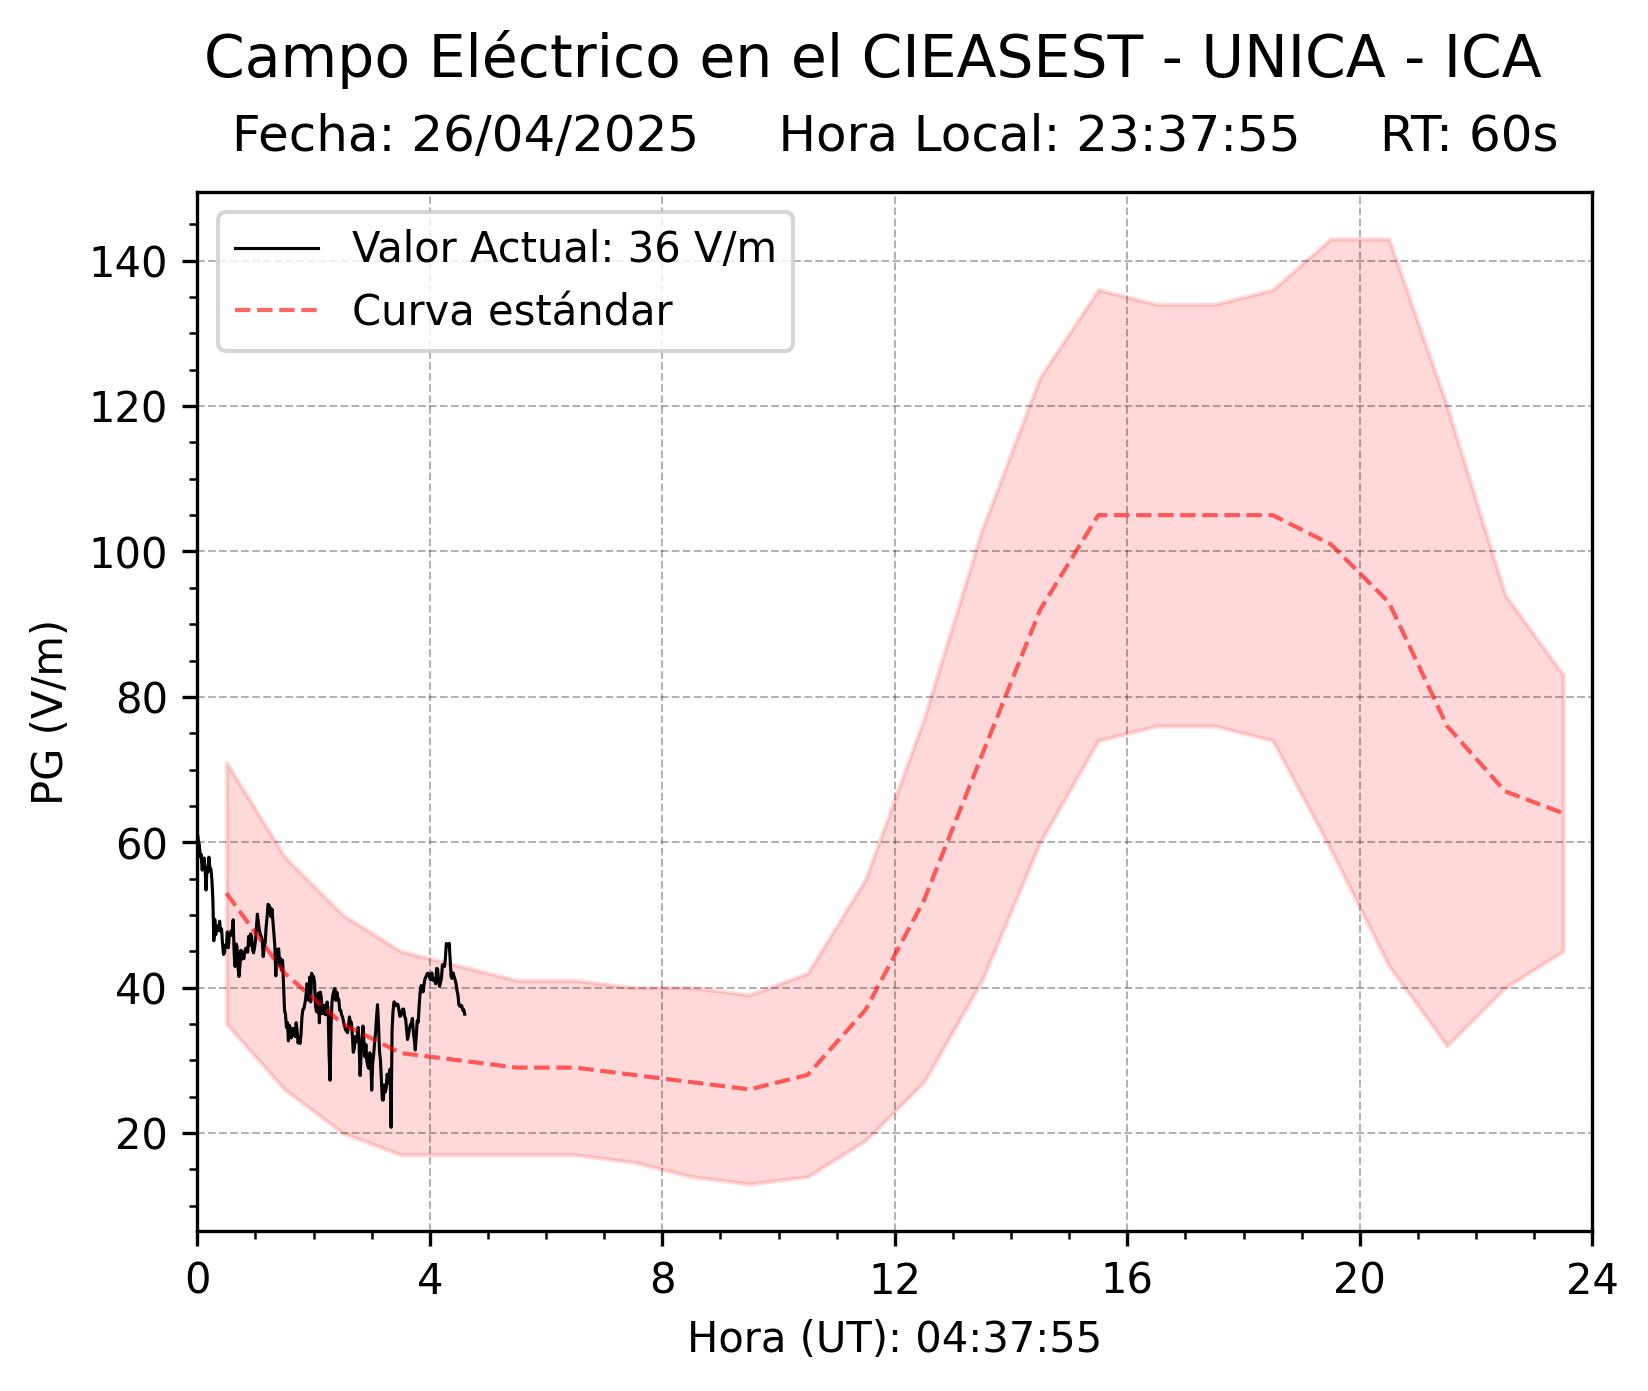 Campo Eléctrico en el CIEASEST - UNICA - ICA
Fecha: 26/04/2025 Hora Local: 23:37:55 RT: 60s
Valor Actual: 36 V/m
Curva estándar
140
120
100
80
60
40
20
PG (V/m)
0 4 8 12 16 20 24
Hora (UT): 04:37:55